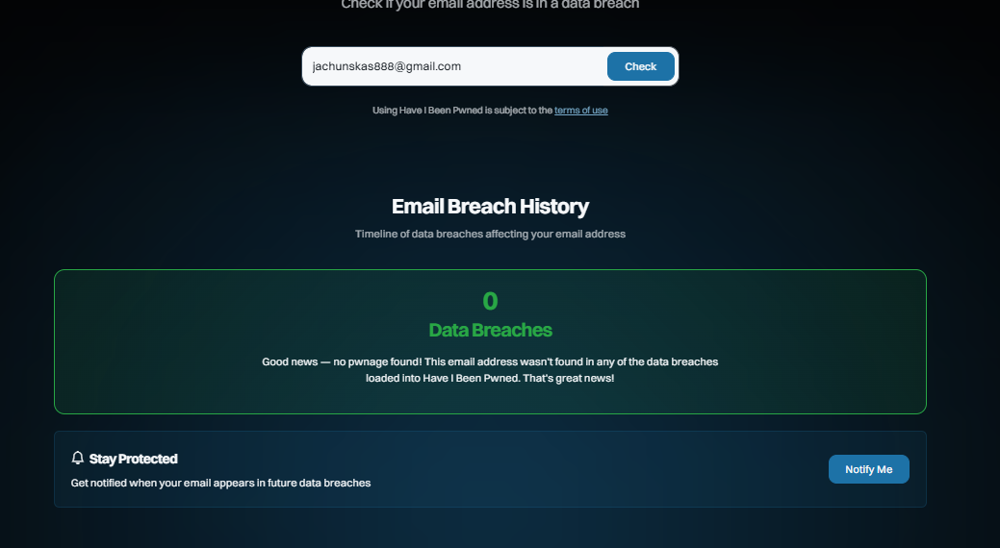 Check if your email address is in a data breach
jachunskas888@gmail.com
Check
Using Have I Been Pwned is subject to the terms of use
Email Breach History
Timeline of data breaches affecting your email address
0
Data Breaches
Good news — no pwnage found! This email address wasn't found in any of the data breaches
loaded into Have I Been Pwned. That's great news!
Stay Protected
Get notified when your email appears in future data breaches
Notify Me